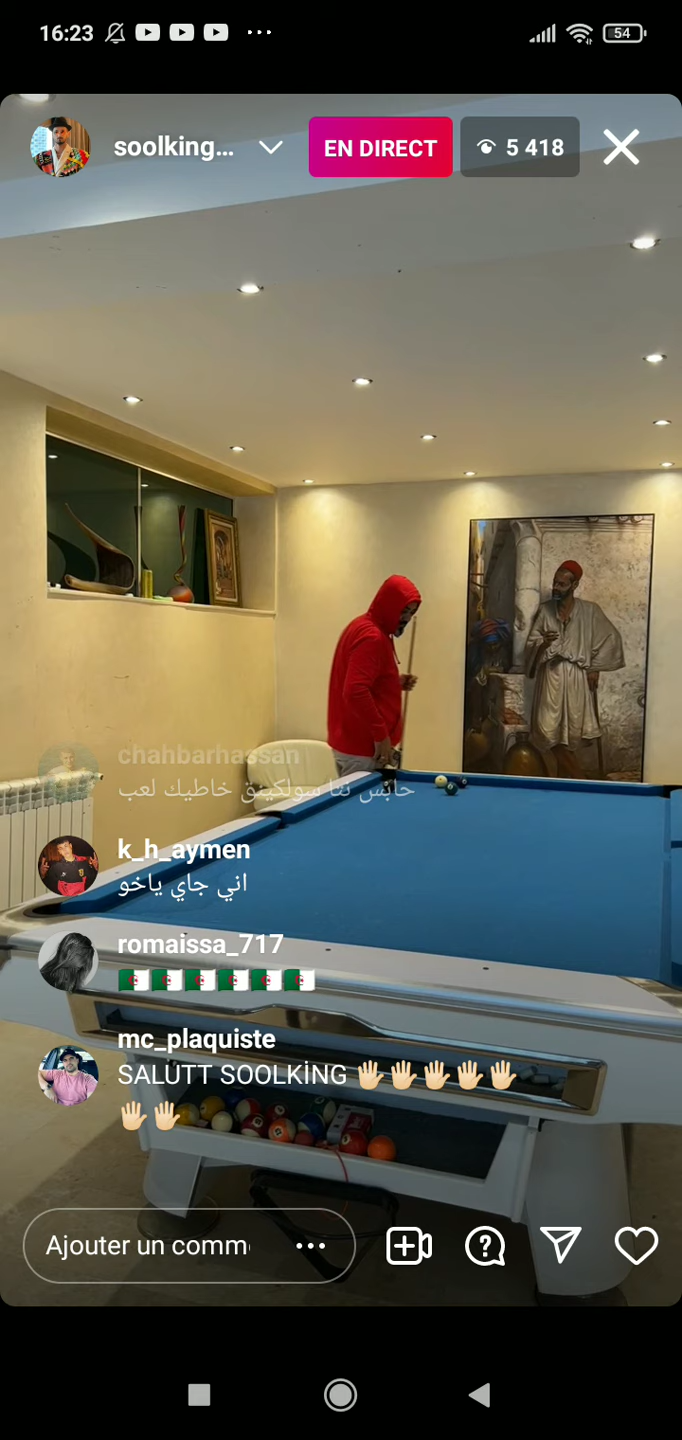 16:23
54
soolking...
EN DIRECT
5 418
chahbarhassan
حابس نتا سولكينق خاطيك لعب
k_h_aymen
اني جاي ياخو
romaissa_717
🇩🇿🇩🇿🇩🇿🇩🇿🇩🇿🇩🇿
mc_plaquiste
SALUTT SOOLKİNG 🖐🏻🖐🏻🖐🏻🖐🏻🖐🏻
🖐🏻🖐🏻
Ajouter un comm